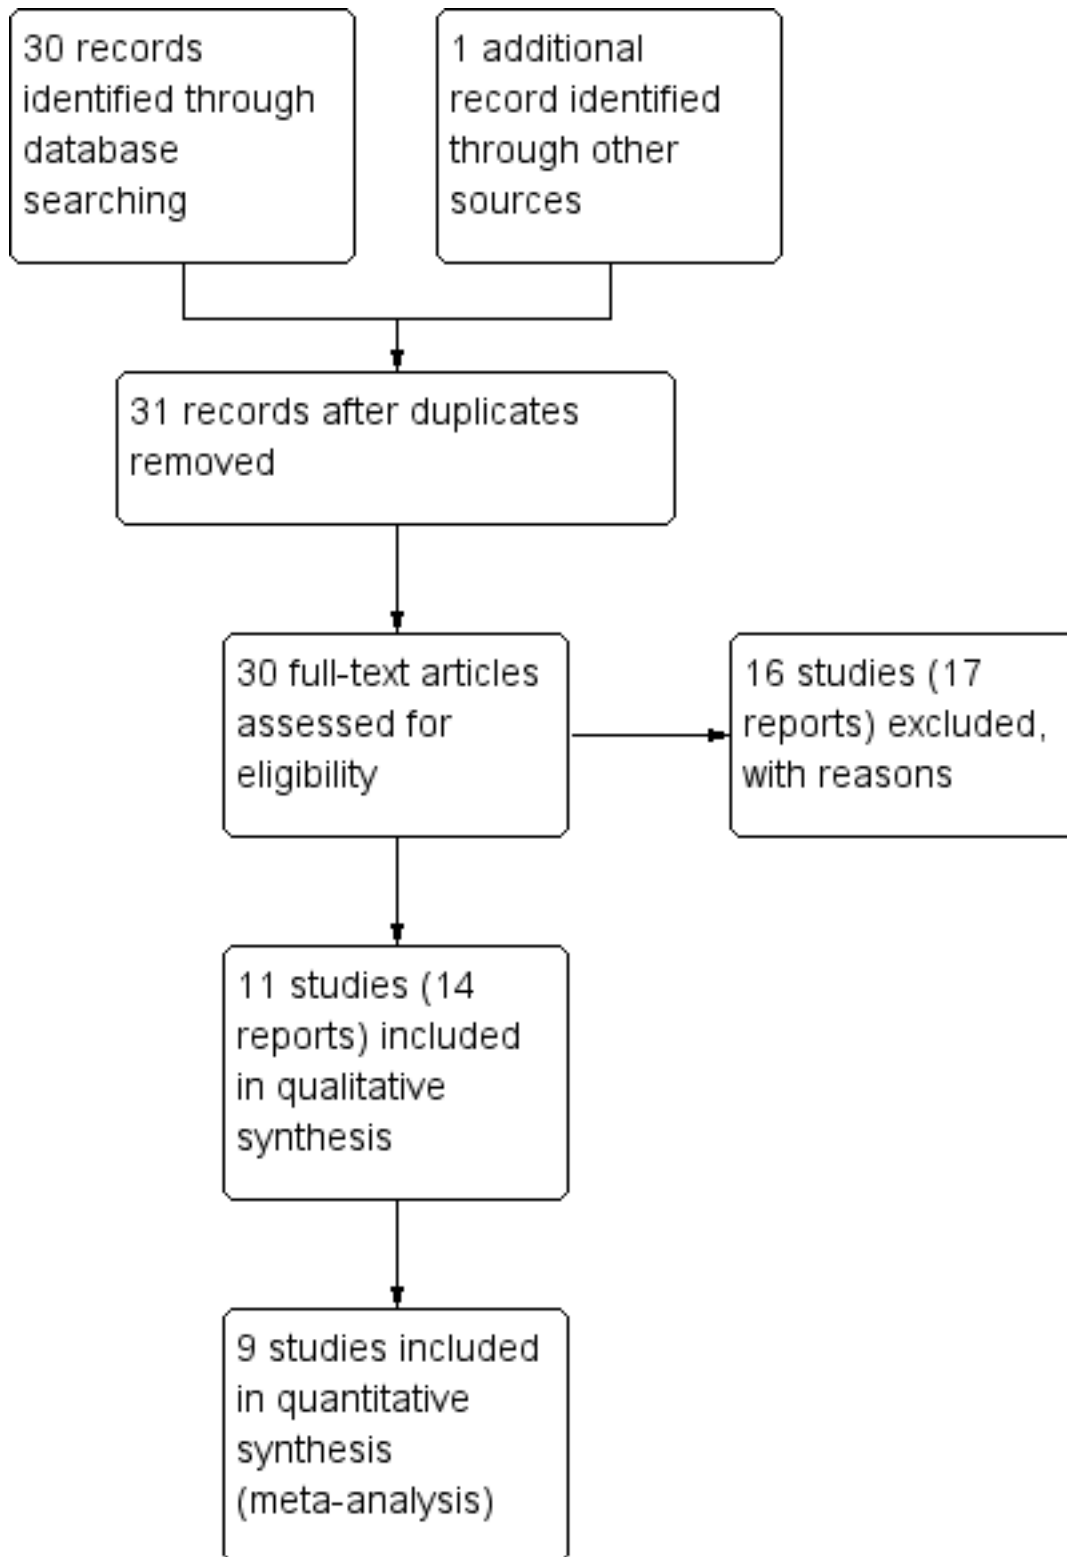 30 records
identified through
database
searching
1 additional
record identified
through other
sources
31 records after duplicates
removed
30 full-text articles
assessed for
eligibility
16 studies (17
reports) excluded,
with reasons
11 studies (14
reports) included
in qualitative
synthesis
9 studies included
in quantitative
synthesis
(meta-analysis)